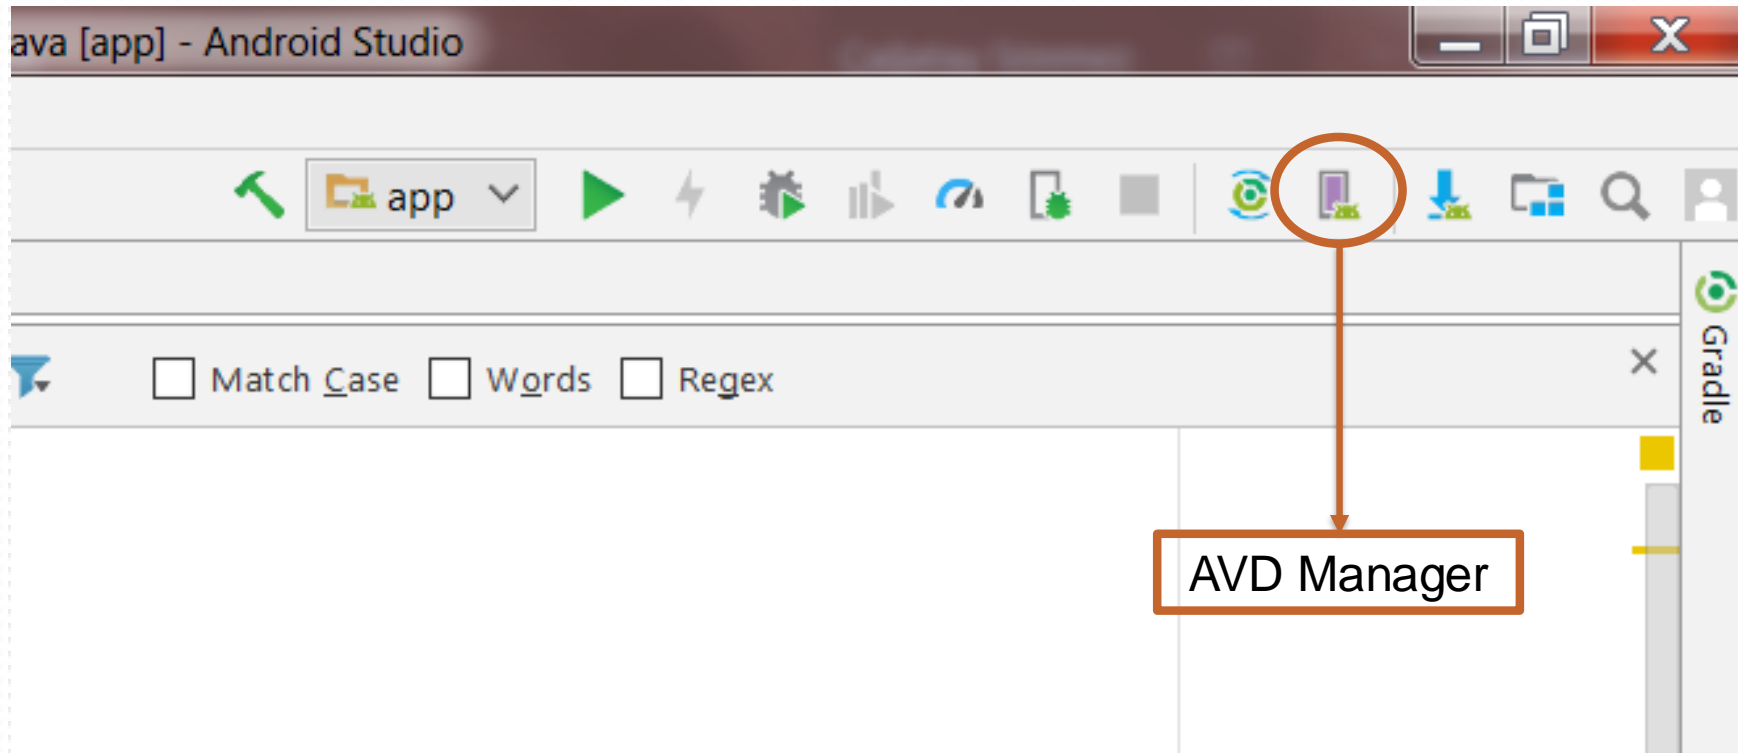 ava [app] - Android Studio
app
Match Case Words Regex
Gradle
AVD Manager